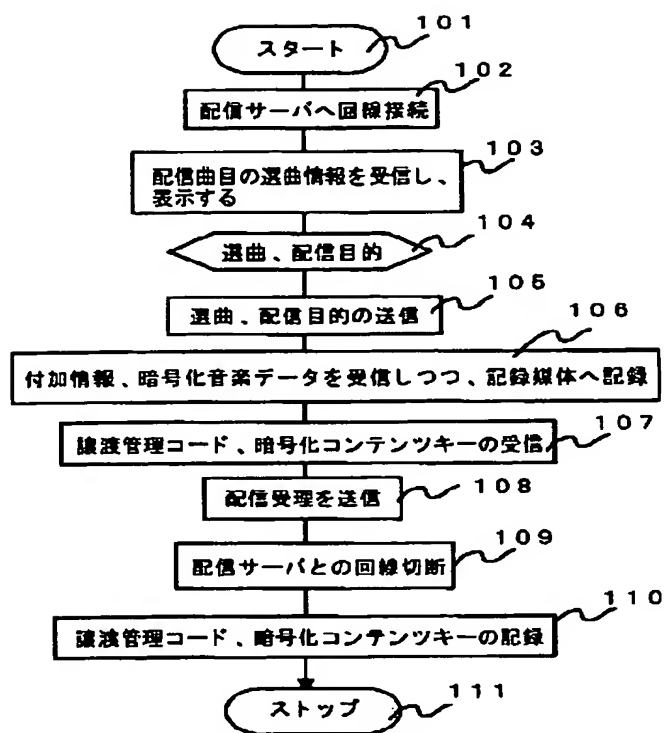 １０１
スタート
１０２
配信サーバへ回線接続
１０３
配信曲目の選曲情報を受信し、
表示する
１０４
選曲、配信目的
１０５
選曲、配信目的の送信
１０６
付加情報、暗号化音楽データを受信しつつ、記録媒体へ記録
１０７
譲渡管理コード、暗号化コンテンツキーの受信
１０８
配信受理を送信
１０９
配信サーバとの回線切断
１１０
譲渡管理コード、暗号化コンテンツキーの記録
１１１
ストップ